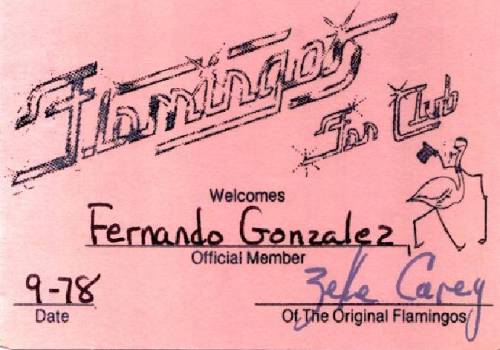 Flamingos
Fan Club
Welcomes
Fernando Gonzalez
Official Member
9-78
Date
Zeke Carey
Of The Original Flamingos